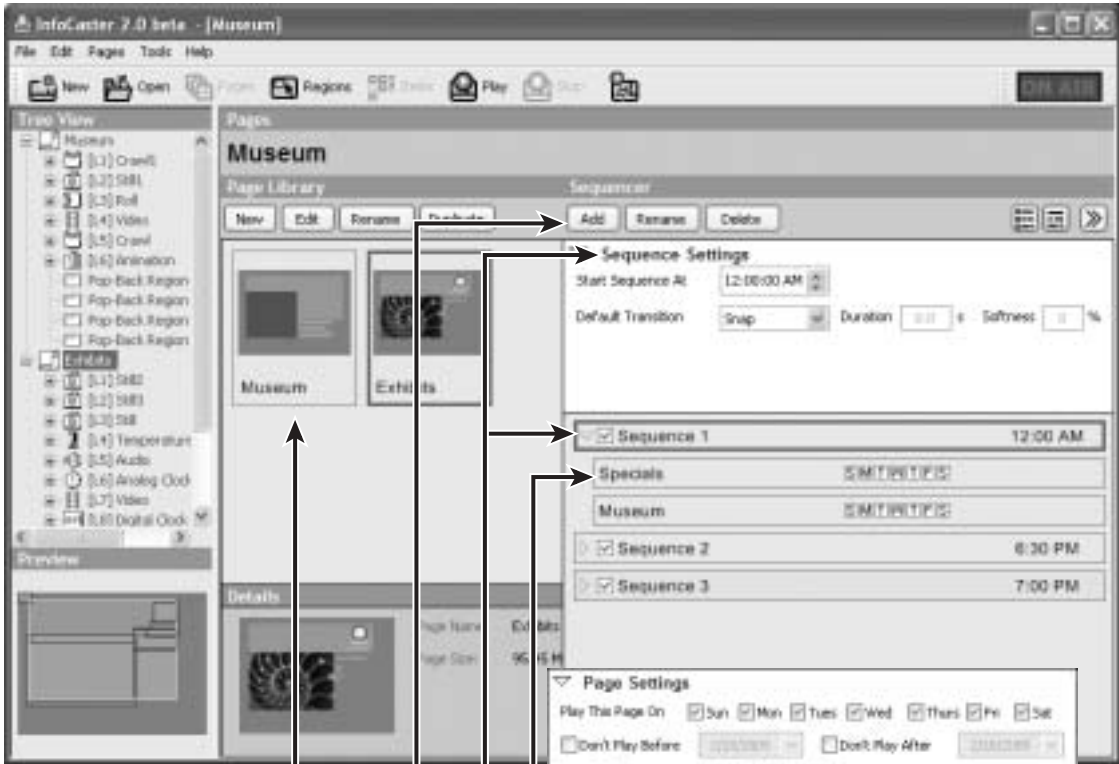 InfoCaster 2.0 beta - [Museum]
File Edit Pages Tools Help
New Open Pages Regions Play Stop ON AIR
Tree View
Museum
[L1] Crawl1
[L2] Still1
[L3] Roll
[L4] Video
[L5] Crawl
[L6] Animation
Pop-Back Region
Pop-Back Region
Pop-Back Region
Pop-Back Region
Exhibits
[L1] Still2
[L2] Still3
[L3] Still
[L4] Temperature
[L5] Audio
[L6] Analog Clock
[L7] Video
[L8] Digital Clock
Preview
Pages
Museum
Page Library
New Edit Rename Duplicate
Museum
Exhibits
Details
Page Name Exhibits
Page Size
Sequencer
Add Rename Delete
Sequence Settings
Start Sequence At 12:00:00 AM
Default Transition Snap Duration s Softness %
Sequence 1 12:00 AM
Specials S M T W T F S
Museum S M T W T F S
Sequence 2 6:30 PM
Sequence 3 7:00 PM
Page Settings
Play This Page On Sun Mon Tues Wed Thurs Fri Sat
Don't Play Before Don't Play After